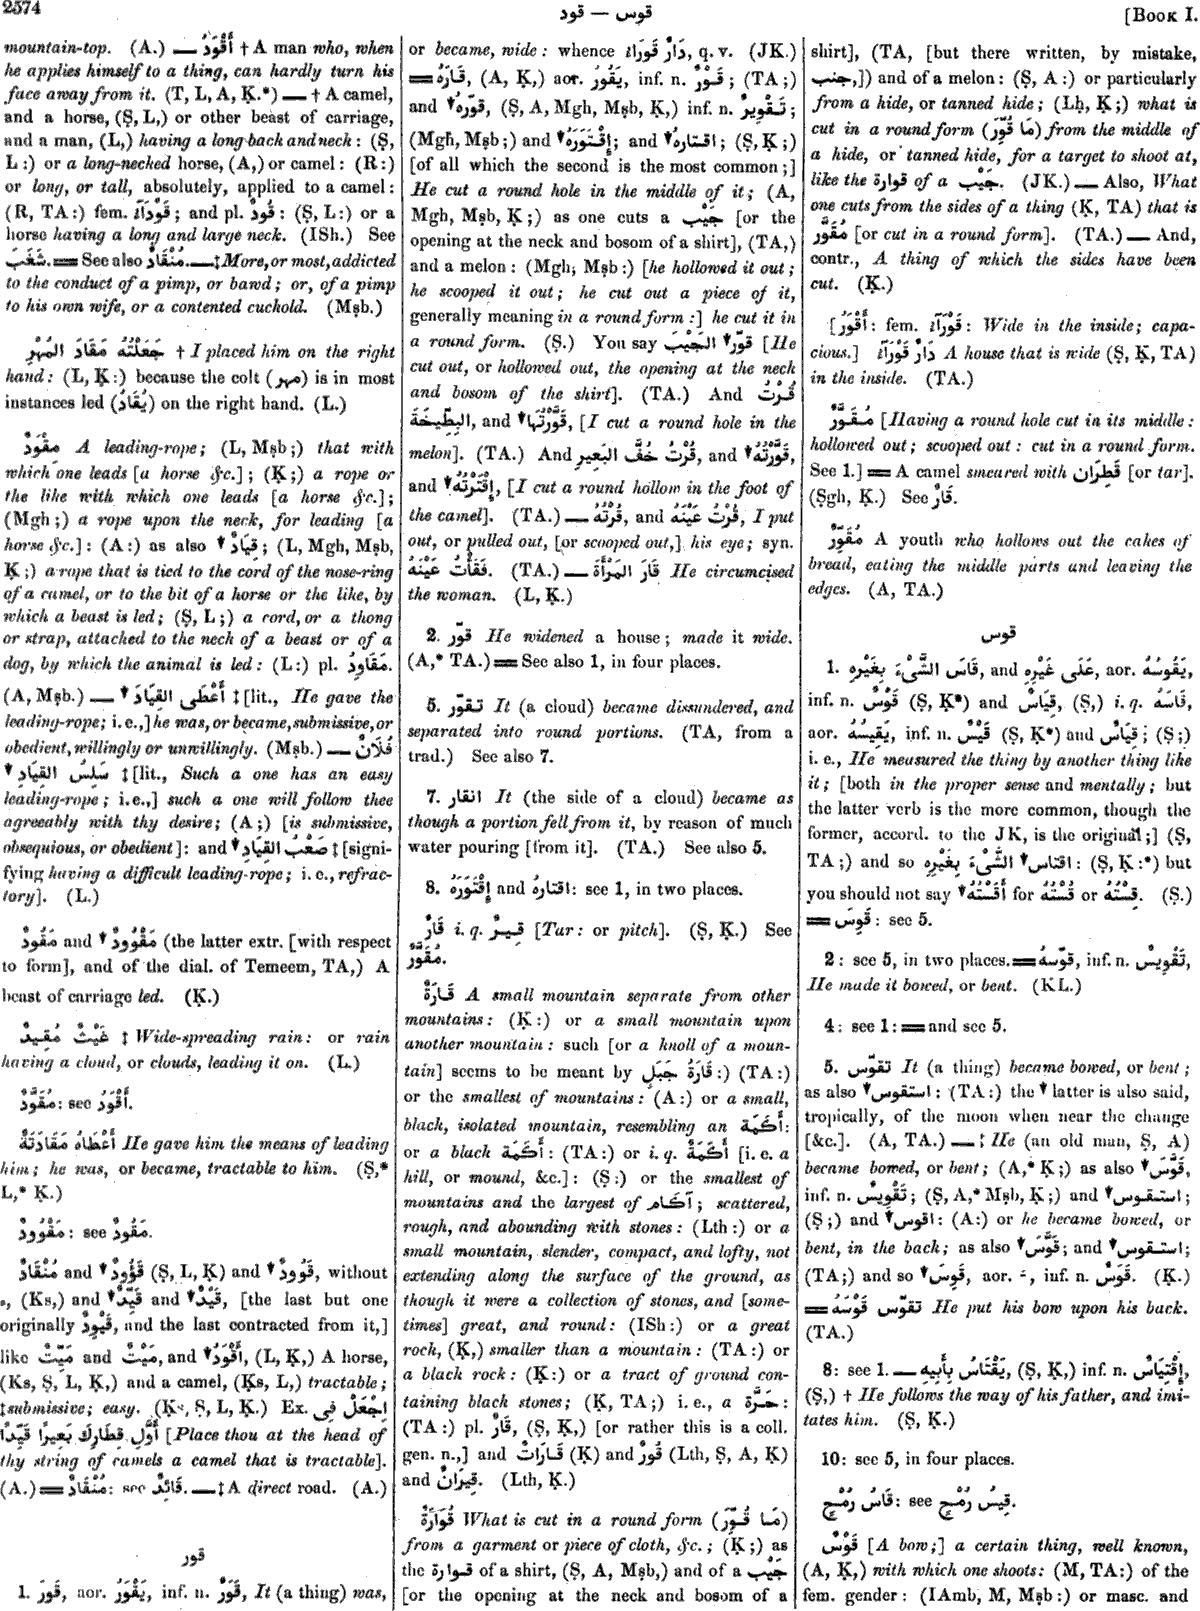 2574
قود — قوس
[Book I.
mountain-top. (A.) — أَقْوَدُ † A man who, when
he applies himself to a thing, can hardly turn his
face away from it. (T, L, A, Ḳ.*) — † A camel,
and a horse, (Ṣ, L,) or other beast of carriage,
and a man, (L,) having a long back and neck: (Ṣ,
L:) or a long-necked horse, (A,) or camel: (R:)
or long, or tall, absolutely, applied to a camel:
(R, TA:) fem. قَوْدَآءُ; and pl. قُودٌ: (Ṣ, L:) or a
horse having a long and large neck. (ISh.) See
شَغَبَ. == See also مُنْقَادٌ. — ‡ More, or most, addicted
to the conduct of a pimp, or bawd; or, of a pimp
to his own wife, or a contented cuckold. (Mṣb.)
جَعَلْتُهُ مَقَادَ المُهْرِ † I placed him on the right
hand: (L, Ḳ:) because the colt (مهر) is in most
instances led (يُقَادُ) on the right hand. (L.)
مِقْوَدٌ A leading-rope; (L, Mṣb;) that with
which one leads [a horse &c.]; (Ḳ;) a rope or
the like with which one leads [a horse &c.];
(Mgh;) a rope upon the neck, for leading [a
horse &c.]: (A:) as also ▼ قِيَادٌ; (L, Mgh, Mṣb,
Ḳ;) a rope that is tied to the cord of the nose-ring
of a camel, or to the bit of a horse or the like, by
which a beast is led; (Ṣ, L;) a cord, or a thong
or strap, attached to the neck of a beast or of a
dog, by which the animal is led: (L:) pl. مَقَاوِدُ.
(A, Mṣb.) — ▼ أَعْطَى القِيَادَ ‡ [lit., He gave the
leading-rope; i.e.,] he was, or became, submissive, or
obedient, willingly or unwillingly. (Mṣb.) — فُلَانٌ
▼ سَلِسُ القِيَادِ ‡ [lit., Such a one has an easy
leading-rope; i.e.,] such a one will follow thee
agreeably with thy desire; (A;) [is submissive,
obsequious, or obedient]: and ▼ صَعْبُ القِيَادِ ‡ [signi-
fying having a difficult leading-rope; i.e., refrac-
tory]. (L.)
مَقُودٌ and ▼ مَقْوُودٌ (the latter extr. [with respect
to form], and of the dial. of Temeem, TA,) A
beast of carriage led. (Ḳ.)
غَيْثٌ مُقِيدٌ ‡ Wide-spreading rain: or rain
having a cloud, or clouds, leading it on. (L.)
مُقَوَّدٌ: see أَقْوَدُ.
أَعْطَاهُ مَقَادَتَهُ He gave him the means of leading
him; he was, or became, tractable to him. (Ṣ,*
L,* Ḳ.)
مَقْوُودٌ: see مَقُودٌ.
مُنْقَادٌ and ▼ قَؤُودٌ (Ṣ, L, Ḳ) and ▼ قَوُودٌ, without
ء, (Ks,) and ▼ قَيِّدٌ and ▼ قَيْدٌ, [the last but one
originally قَيْوِدٌ, and the last contracted from it,]
like مَيِّتٌ and مَيْتٌ, and ▼ أَقْوَدُ, (L, Ḳ,) A horse,
(Ks, Ṣ, L, Ḳ,) and a camel, (Ks, L,) tractable;
‡ submissive; easy. (Ks, Ṣ, L, Ḳ.) Ex. اِجْعَلْ فِى
أَوَّلِ قِطَارِكَ بَعِيرًا قَيِّدًا [Place thou at the head of
thy string of camels a camel that is tractable].
(A.) == مُنْقَادٌ: see قَائِدٌ. — ‡ A direct road. (A.)
قور
1. قَوِرَ, aor. يَقْوَرُ, inf. n. قَوَرٌ, It (a thing) was,
or became, wide: whence دَارٌ قَوْرَآءُ, q. v. (JK.)
== قَارَهُ, (A, Ḳ,) aor. يَقُورُ, inf. n. قَوْرٌ; (TA;)
and ▼ قوّرهُ, (Ṣ, A, Mgh, Mṣb, Ḳ,) inf. n. تَقْوِيرٌ;
(Mgh, Mṣb;) and ▼ اِقْتَوَرَهُ; and ▼ اقتارهُ; (Ṣ, Ḳ;)
[of all which the second is the most common;]
He cut a round hole in the middle of it; (A,
Mgh, Mṣb, Ḳ;) as one cuts a جَيْب [or the
opening at the neck and bosom of a shirt], (TA,)
and a melon: (Mgh, Mṣb:) [he hollowed it out;
he scooped it out; he cut out a piece of it,
generally meaning in a round form:] he cut it in
a round form. (Ṣ.) You say ▼ قوّر الجَيْبَ [He
cut out, or hollowed out, the opening at the neck
and bosom of the shirt]. (TA.) And قُرْتُ
البِطِّيخَةَ, and ▼ قَوَّرْتُهَا, [I cut a round hole in the
melon]. (TA.) And قُرْتُ خُفَّ البَعِيرِ, and ▼ قَوَّرْتُهُ,
and ▼ اِقْتَرْتُهُ, [I cut a round hollow in the foot of
the camel]. (TA.) — قُرْتُهُ, and قُرْتُ عَيْنَهُ, I put
out, or pulled out, [or scooped out,] his eye; syn.
فَقَأْتُ عَيْنَهُ. (TA.) — قَارَ المَرْأَةَ He circumcised
the woman. (L, Ḳ.)
2. قوّر He widened a house; made it wide.
(A,* TA.) == See also 1, in four places.
5. تقوّر It (a cloud) became dissundered, and
separated into round portions. (TA, from a
trad.) See also 7.
7. انقار It (the side of a cloud) became as
though a portion fell from it, by reason of much
water pouring [from it]. (TA.) See also 5.
8. اِقْتَوَرَهُ and اقتارهُ: see 1, in two places.
قَارٌ i. q. قِيرٌ [Tar: or pitch]. (Ṣ, Ḳ.) See
مُقَوَّرٌ.
قَارَةٌ A small mountain separate from other
mountains: (Ḳ:) or a small mountain upon
another mountain: such [or a knoll of a moun-
tain] seems to be meant by قَارَةُ جَبَلٍ:) (TA:)
or the smallest of mountains: (A:) or a small,
black, isolated mountain, resembling an أَكَمَة:
or a black أَكَمَة: (TA:) or i. q. أَكَمَة [i. e. a
hill, or mound, &c.]: (Ṣ:) or the smallest of
mountains and the largest of آكَام; scattered,
rough, and abounding with stones: (Lth:) or a
small mountain, slender, compact, and lofty, not
extending along the surface of the ground, as
though it were a collection of stones, and [some-
times] great, and round: (ISh:) or a great
rock, (Ḳ,) smaller than a mountain: (TA:) or
a black rock: (Ḳ:) or a tract of ground con-
taining black stones; (Ḳ, TA;) i. e., a حَرَّة:
(TA:) pl. قَارٌ, (Ṣ, Ḳ,) [or rather this is a coll.
gen. n.,] and قَارَاتٌ (Ḳ) and قُورٌ (Lth, Ṣ, A, Ḳ)
and قِيرَانٌ. (Lth, Ḳ.)
قُوَارَةٌ What is cut in a round form (مَا قُوِّرَ)
from a garment or piece of cloth, &c.; (Ḳ;) as
the قوارة of a shirt, (Ṣ, A, Mṣb,) and of a جَيْب
[or the opening at the neck and bosom of a
shirt], (TA, [but there written, by mistake,
جنب,]) and of a melon: (Ṣ, A:) or particularly
from a hide, or tanned hide; (Lḥ, Ḳ;) what is
cut in a round form (مَا قُوِّرَ) from the middle of
a hide, or tanned hide, for a target to shoot at,
like the قوارة of a جَيْب. (JK.) — Also, What
one cuts from the sides of a thing (Ḳ, TA) that is
مُقَوَّر [or cut in a round form]. (TA.) — And,
contr., A thing of which the sides have been
cut. (Ḳ.)
[أَقْوَرُ: fem. قَوْرَآءُ: Wide in the inside; capa-
cious.] دَارٌ قَوْرَآءُ A house that is wide (Ṣ, Ḳ, TA)
in the inside. (TA.)
مُقَوَّرٌ [Having a round hole cut in its middle:
hollowed out; scooped out: cut in a round form.
See 1.] == A camel smeared with قَطِرَان [or tar].
(Ṣgh, Ḳ.) See قَارٌ.
مُقَوِّرٌ A youth who hollows out the cakes of
bread, eating the middle parts and leaving the
edges. (A, TA.)
قوس
1. قَاسَ الشَّىْءَ بِغَيْرِهِ, and عَلَى غَيْرِهِ, aor. يَقُوسُهُ,
inf. n. قَوْسٌ (Ṣ, Ḳ*) and قِيَاسٌ, (Ṣ,) i. q. قَاسَهُ,
aor. يَقِيسُهُ, inf. n. قَيْسٌ (Ṣ, Ḳ*) and قِيَاسٌ; (Ṣ;)
i. e., He measured the thing by another thing like
it; [both in the proper sense and mentally; but
the latter verb is the more common, though the
former, accord. to the JK, is the original;] (Ṣ,
TA;) and so ▼ اقتاس الشَّىْءَ بِغَيْرِهِ: (Ṣ, Ḳ:*) but
you should not say ▼ أَقَسْتُهُ for قُسْتُهُ or قِسْتُهُ. (Ṣ.)
== قَوِسَ: see 5.
2: see 5, in two places. == قوّسهُ, inf. n. تَقْوِيسٌ,
He made it bowed, or bent. (KL.)
4: see 1: == and see 5.
5. تقوّس It (a thing) became bowed, or bent;
as also ▼ استقوس: (TA:) the ▼ latter is also said,
tropically, of the moon when near the change
[&c.]. (A, TA.) — ‡ He (an old man, Ṣ, A)
became bowed, or bent; (A,* Ḳ;) as also ▼ قَوَّسَ,
inf. n. تَقْوِيسٌ; (Ṣ, A,* Mṣb, Ḳ;) and ▼ استقوس;
(Ṣ;) and ▼ اقوس: (A:) or he became bowed, or
bent, in the back; as also ▼ قَوَّسَ; and ▼ استقوس;
(TA;) and so ▼ قَوِسَ, aor. ـَ, inf. n. قَوَسٌ. (Ḳ.)
== تقوّس قَوْسَهُ He put his bow upon his back.
(TA.)
8: see 1. — يَقْتَاسُ بِأَبِيهِ, (Ṣ, Ḳ,) inf. n. اِقْتِيَاسٌ,
(Ṣ,) † He follows the way of his father, and imi-
tates him. (Ṣ, Ḳ.)
10: see 5, in four places.
قَاسُ رُمْحٍ: see قِيسُ رُمْحٍ.
قَوْسٌ [A bow;] a certain thing, well known,
(A, Ḳ,) with which one shoots: (M, TA:) of the
fem. gender: (IAmb, M, Mṣb:) or masc. and